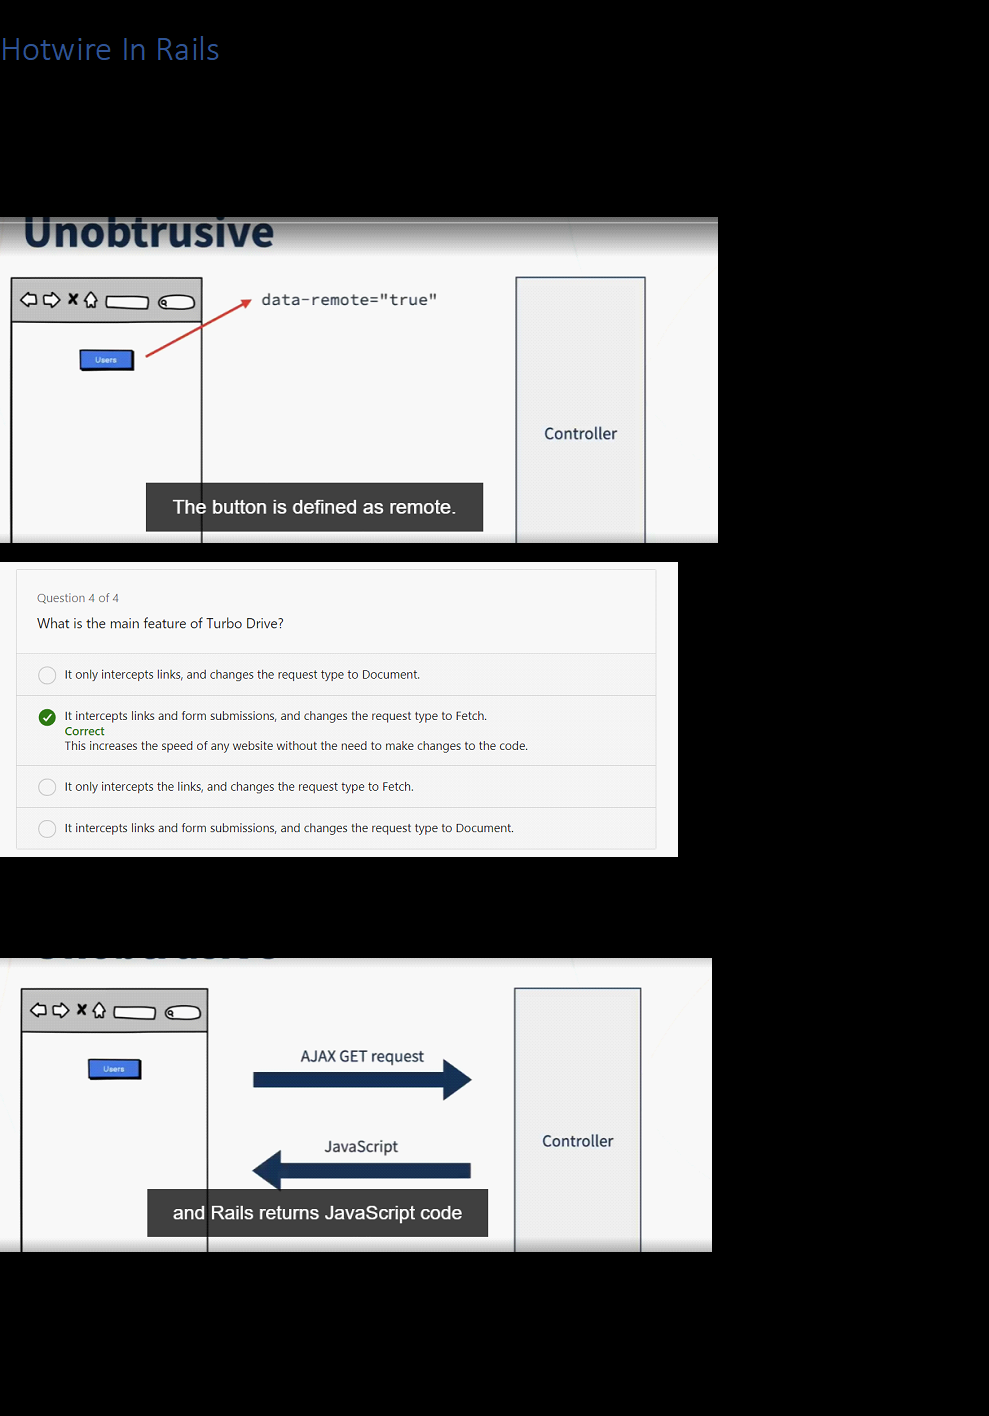 Hotwire In Rails
Unobtrusive
data-remote="true"
Users
Controller
The button is defined as remote.
Question 4 of 4
What is the main feature of Turbo Drive?
It only intercepts links, and changes the request type to Document.
It intercepts links and form submissions, and changes the request type to Fetch.
Correct
This increases the speed of any website without the need to make changes to the code.
It only intercepts the links, and changes the request type to Fetch.
It intercepts links and form submissions, and changes the request type to Document.
AJAX GET request
Users
JavaScript
Controller
and Rails returns JavaScript code